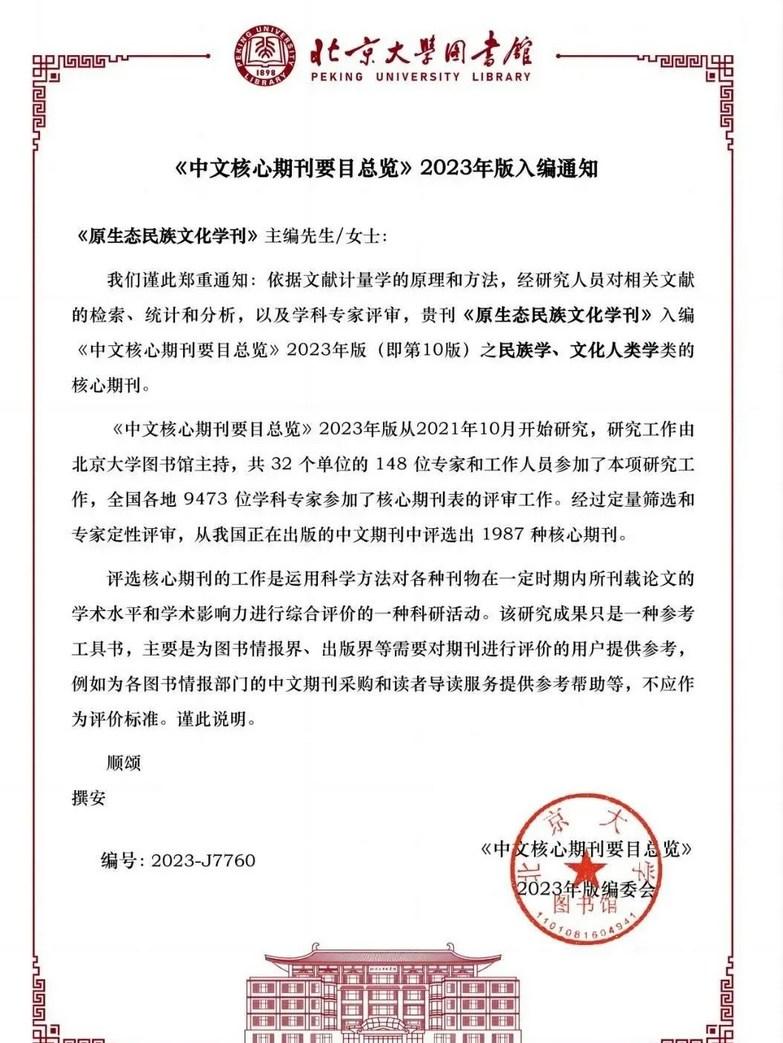 PEKING UNIVERSITY LIBRARY
1898
北京大學图書館
PEKING UNIVERSITY LIBRARY
《中文核心期刊要目总览》2023年版入编通知
《原生态民族文化学刊》主编先生/女士:
我们谨此郑重通知：依据文献计量学的原理和方法，经研究人员对相关文献
的检索、统计和分析，以及学科专家评审，贵刊《原生态民族文化学刊》入编
《中文核心期刊要目总览》2023年版（即第10版）之民族学、文化人类学类的
核心期刊。
《中文核心期刊要目总览》2023年版从2021年10月开始研究，研究工作由
北京大学图书馆主持，共 32 个单位的 148 位专家和工作人员参加了本项研究工
作，全国各地 9473 位学科专家参加了核心期刊表的评审工作。经过定量筛选和
专家定性评审，从我国正在出版的中文期刊中评选出 1987 种核心期刊。
评选核心期刊的工作是运用科学方法对各种刊物在一定时期内所刊载论文的
学术水平和学术影响力进行综合评价的一种科研活动。该研究成果只是一种参考
工具书，主要是为图书情报界、出版界等需要对期刊进行评价的用户提供参考，
例如为各图书情报部门的中文期刊采购和读者导读服务提供参考帮助等，不应作
为评价标准。谨此说明。
顺颂
撰安
编号: 2023-J7760
《中文核心期刊要目总览》
2023年版编委会
北京大学
图书馆
1101081604941